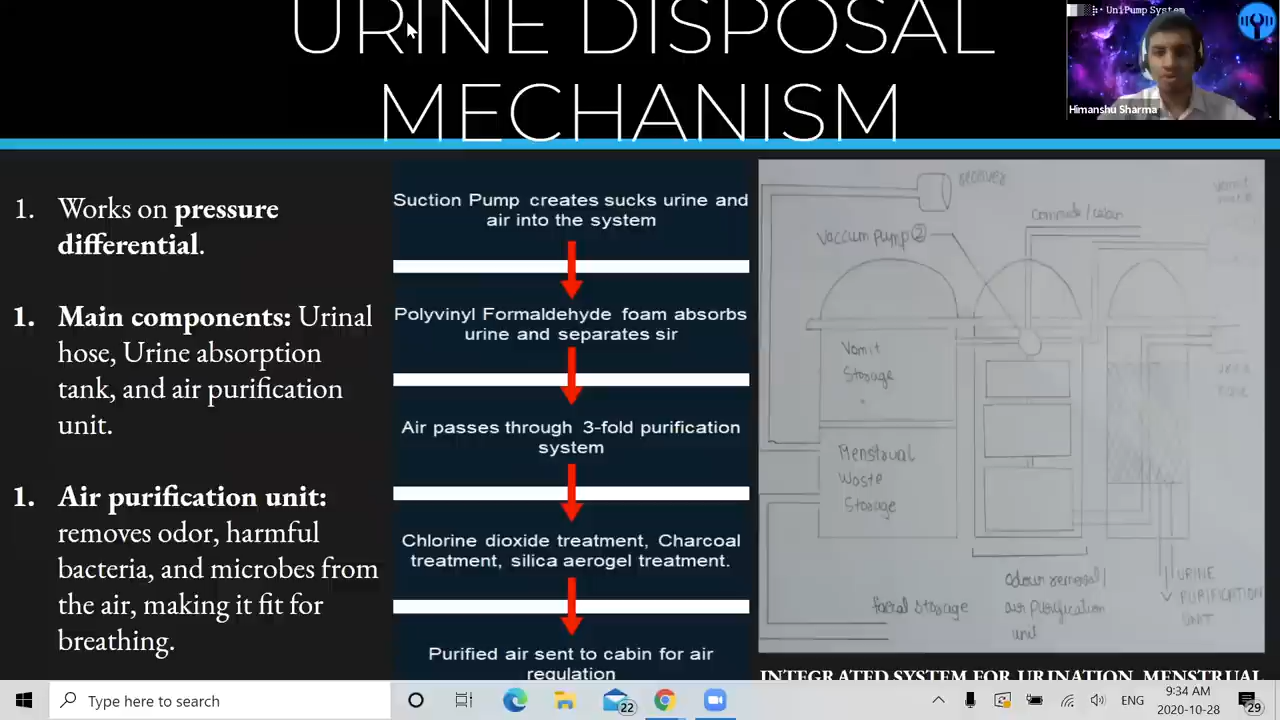 URINE DISPOSAL
MECHANISM
UniPump System
Himanshu Sharma
1. Works on pressure
differential.
1. Main components: Urinal
hose, Urine absorption
tank, and air purification
unit.
1. Air purification unit:
removes odor, harmful
bacteria, and microbes from
the air, making it fit for
breathing.
Suction Pump creates sucks urine and
air into the system
Polyvinyl Formaldehyde foam absorbs
urine and separates sir
Air passes through 3-fold purification
system
Chlorine dioxide treatment, Charcoal
treatment, silica aerogel treatment.
Purified air sent to cabin for air
regulation
Vaccum pump 2
Vomit
Storage
Menstrual
Waste
Storage
Odour removal /
air purification
unit
Storage
URINE
PURIFICATION
UNIT
INTEGRATED SYSTEM FOR URINATION, MENSTRUAL
Type here to search
22
ENG
9:34 AM
2020-10-28
29